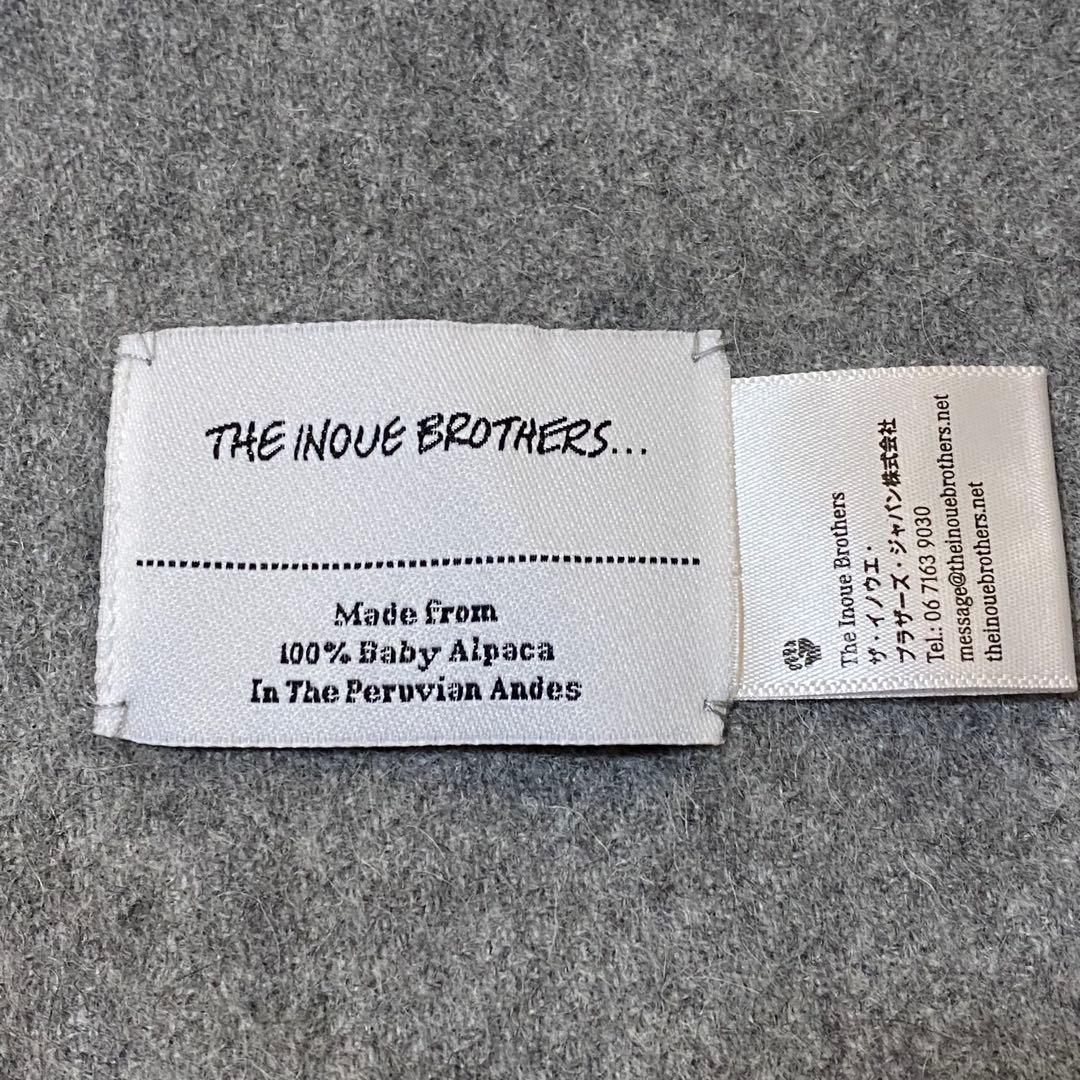 THE INOUE BROTHERS...
Made from
100% Baby Alpaca
In The Peruvian Andes
The Inoue Brothers
ザ・イノウエ・
ブラザーズ・ジャパン株式会社
Tel.: 06 7163 9030
message@theinouebrothers.net
theinouebrothers.net